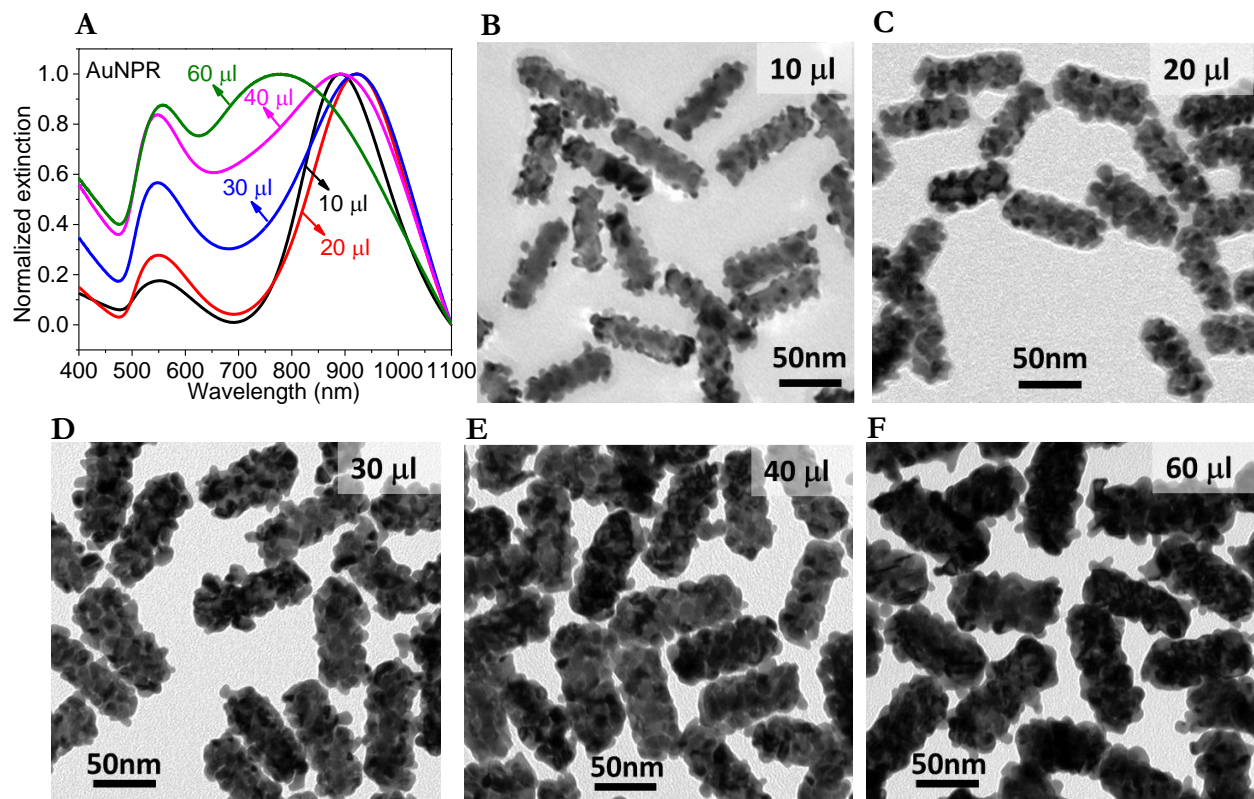 A
AuNPR
60 μl
40 μl
30 μl
10 μl
20 μl
Normalized extinction
1.0
0.8
0.6
0.4
0.2
0.0
400 500 600 700 800 900 1000 1100
Wavelength (nm)
B
10 μl
50nm
C
20 μl
50nm
D
30 μl
50nm
E
40 μl
50nm
F
60 μl
50nm